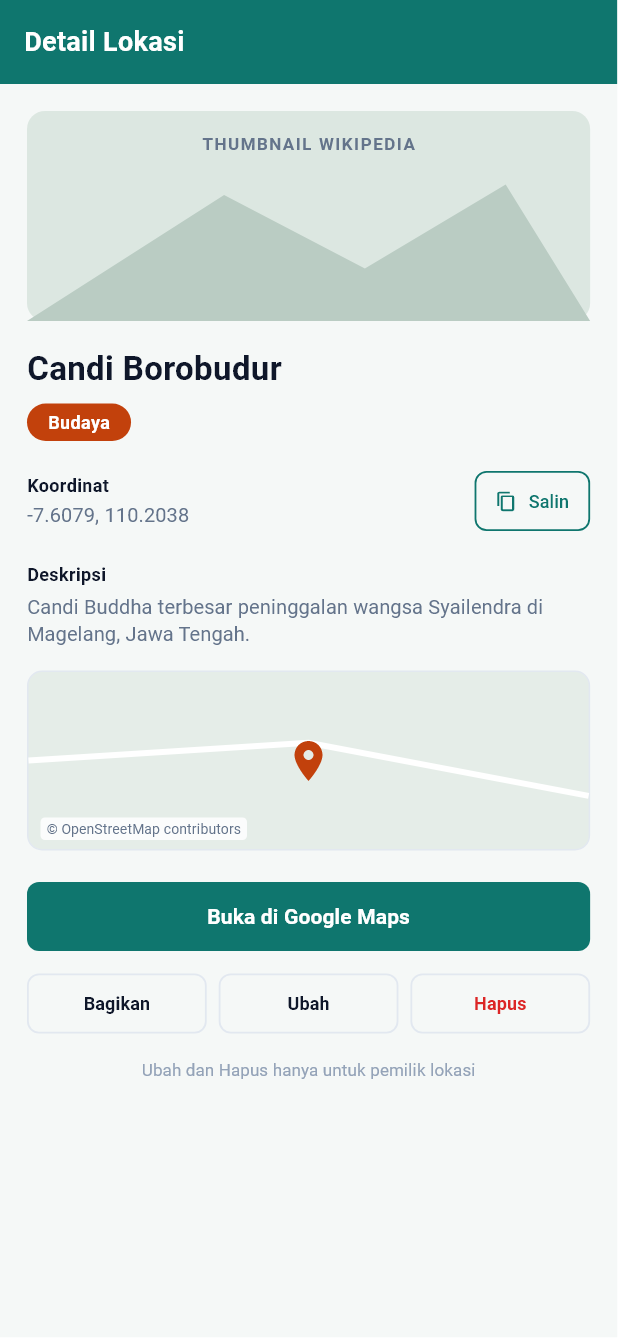 Detail Lokasi
THUMBNAIL WIKIPEDIA
Candi Borobudur
Budaya
Koordinat
-7.6079, 110.2038
Salin
Deskripsi
Candi Buddha terbesar peninggalan wangsa Syailendra di
Magelang, Jawa Tengah.
© OpenStreetMap contributors
Buka di Google Maps
Bagikan
Ubah
Hapus
Ubah dan Hapus hanya untuk pemilik lokasi